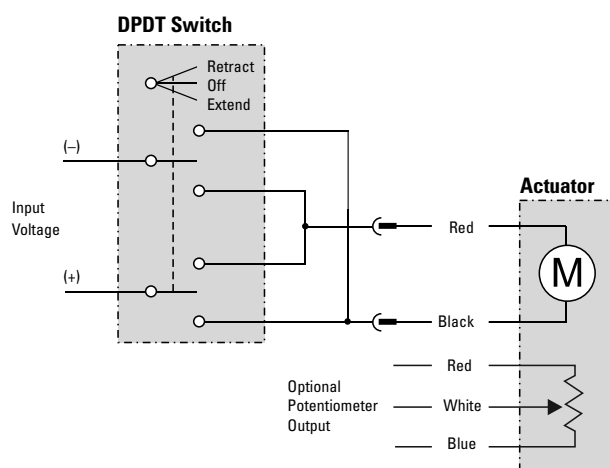 DPDT Switch
Retract
Off
Extend
(–)
Input
Voltage
(+)
Actuator
Red
M
Black
Optional
Potentiometer
Output
Red
White
Blue